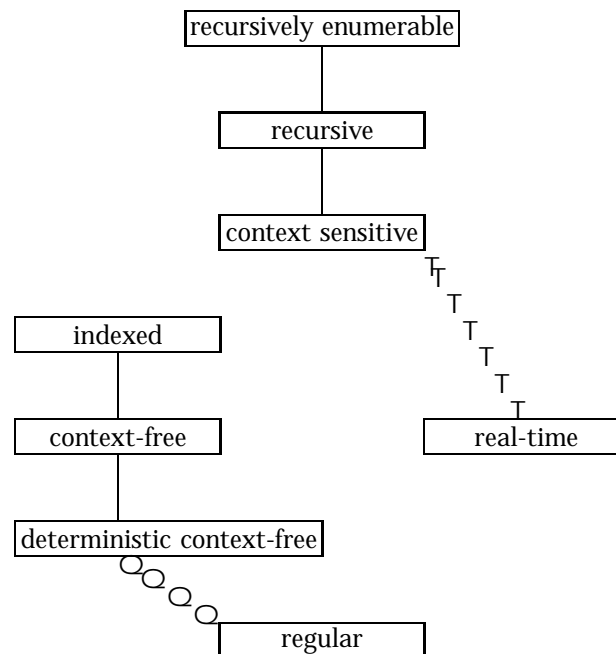 recursively enumerable
recursive
context sensitive
T
T
T
T
T
T
T
indexed
context-free
real-time
deterministic context-free
Q
Q
Q
Q
regular